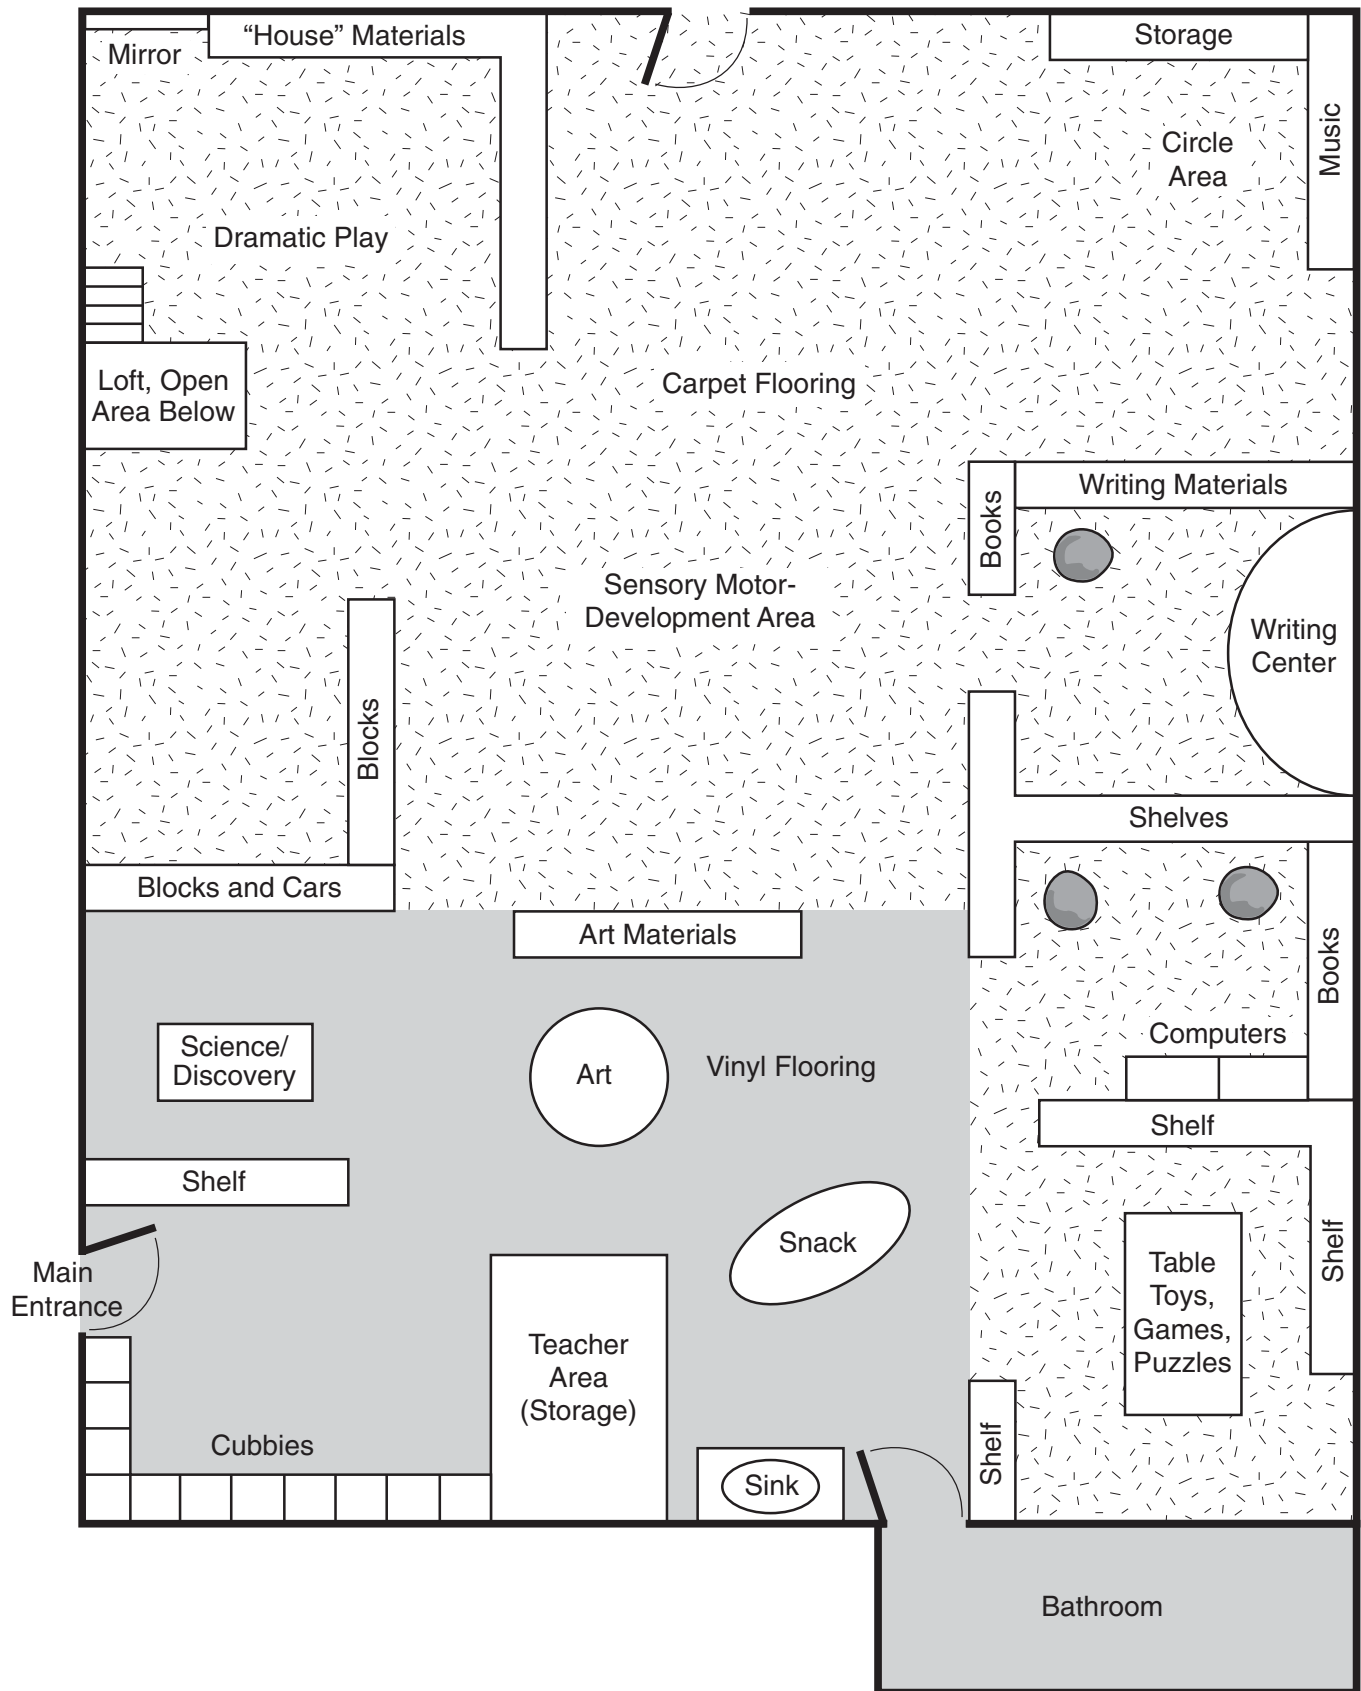 “House” Materials
Storage
Mirror
Music
Circle
Area
Dramatic Play
Loft, Open
Area Below
Carpet Flooring
Writing Materials
Books
Sensory Motor-
Development Area
Writing
Center
Blocks
Shelves
Blocks and Cars
Art Materials
Books
Science/
Discovery
Art
Vinyl Flooring
Computers
Shelf
Shelf
Snack
Shelf
Main
Entrance
Table
Toys,
Games,
Puzzles
Teacher
Area
(Storage)
Cubbies
Shelf
Sink
Bathroom